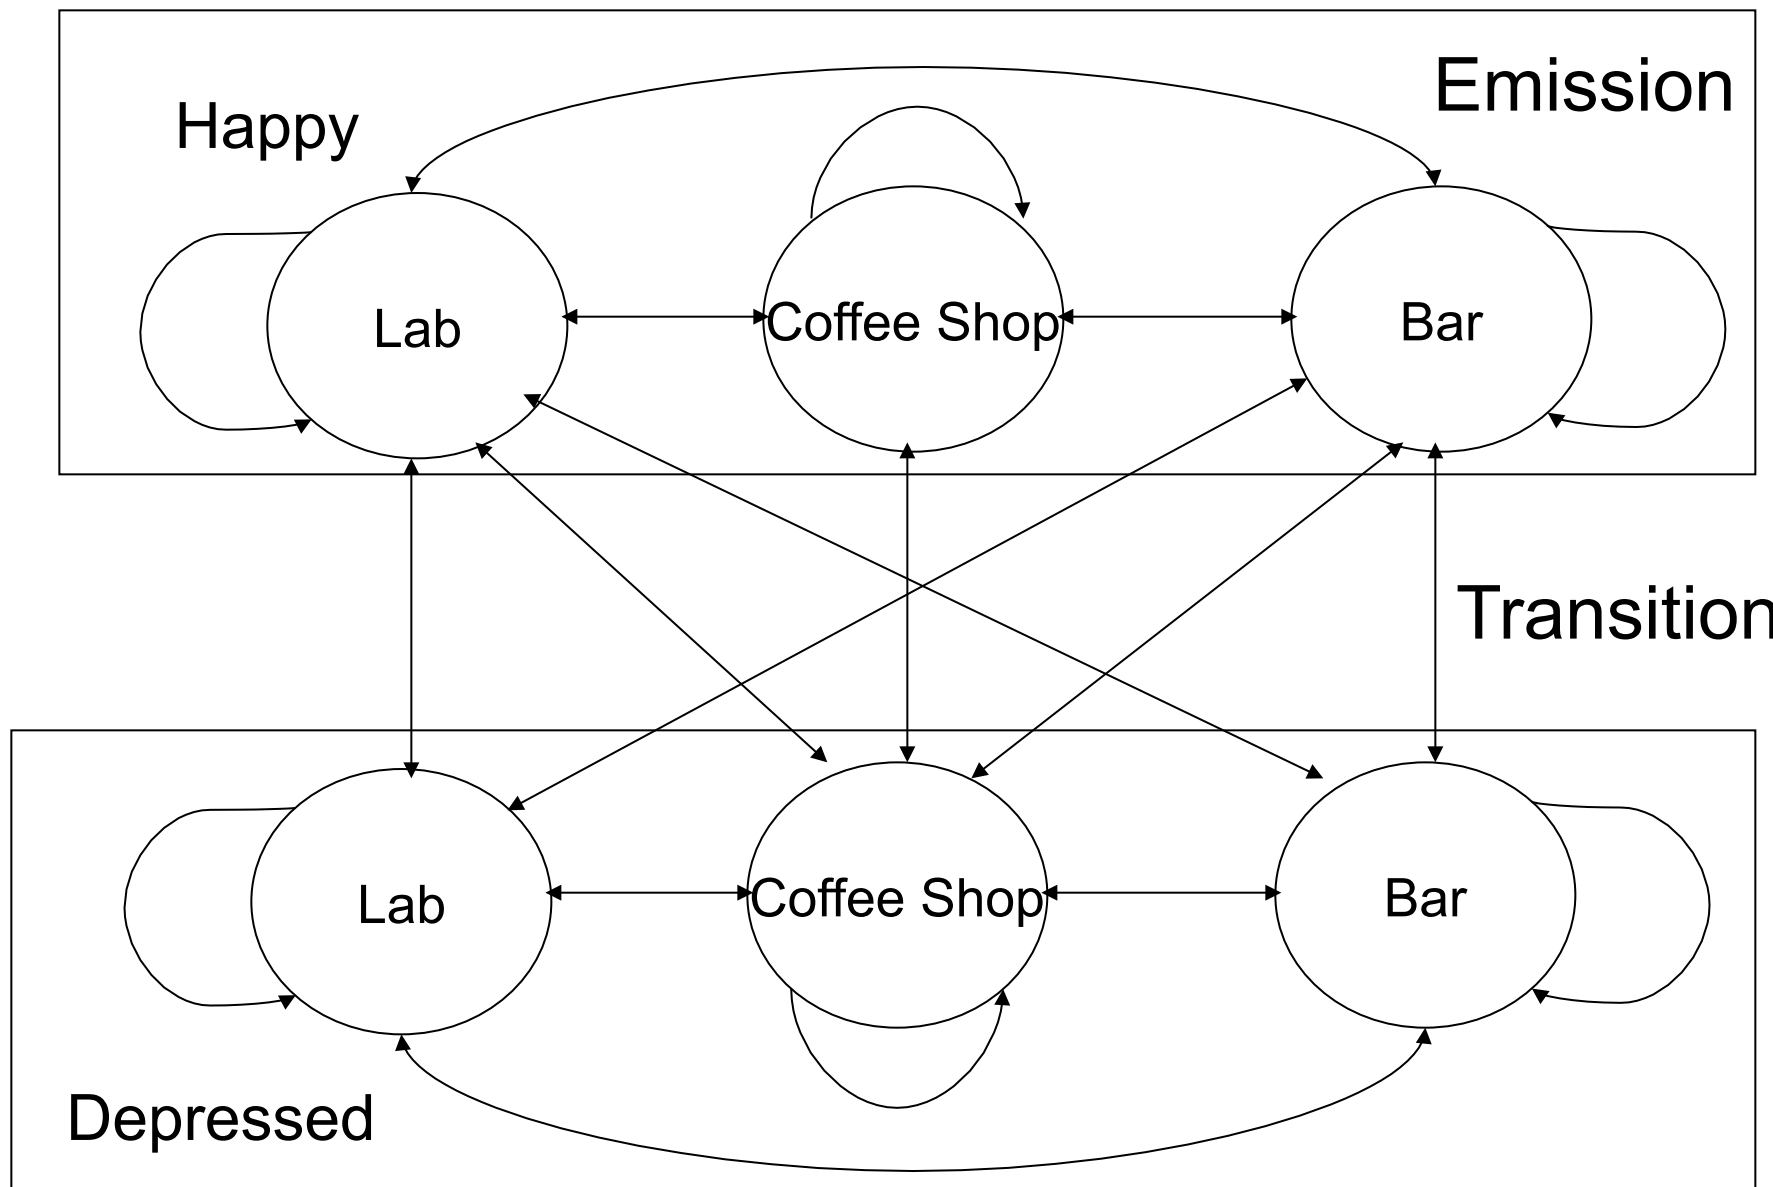 Emission
Happy
Lab
Coffee Shop
Bar
Transition
Lab
Coffee Shop
Bar
Depressed